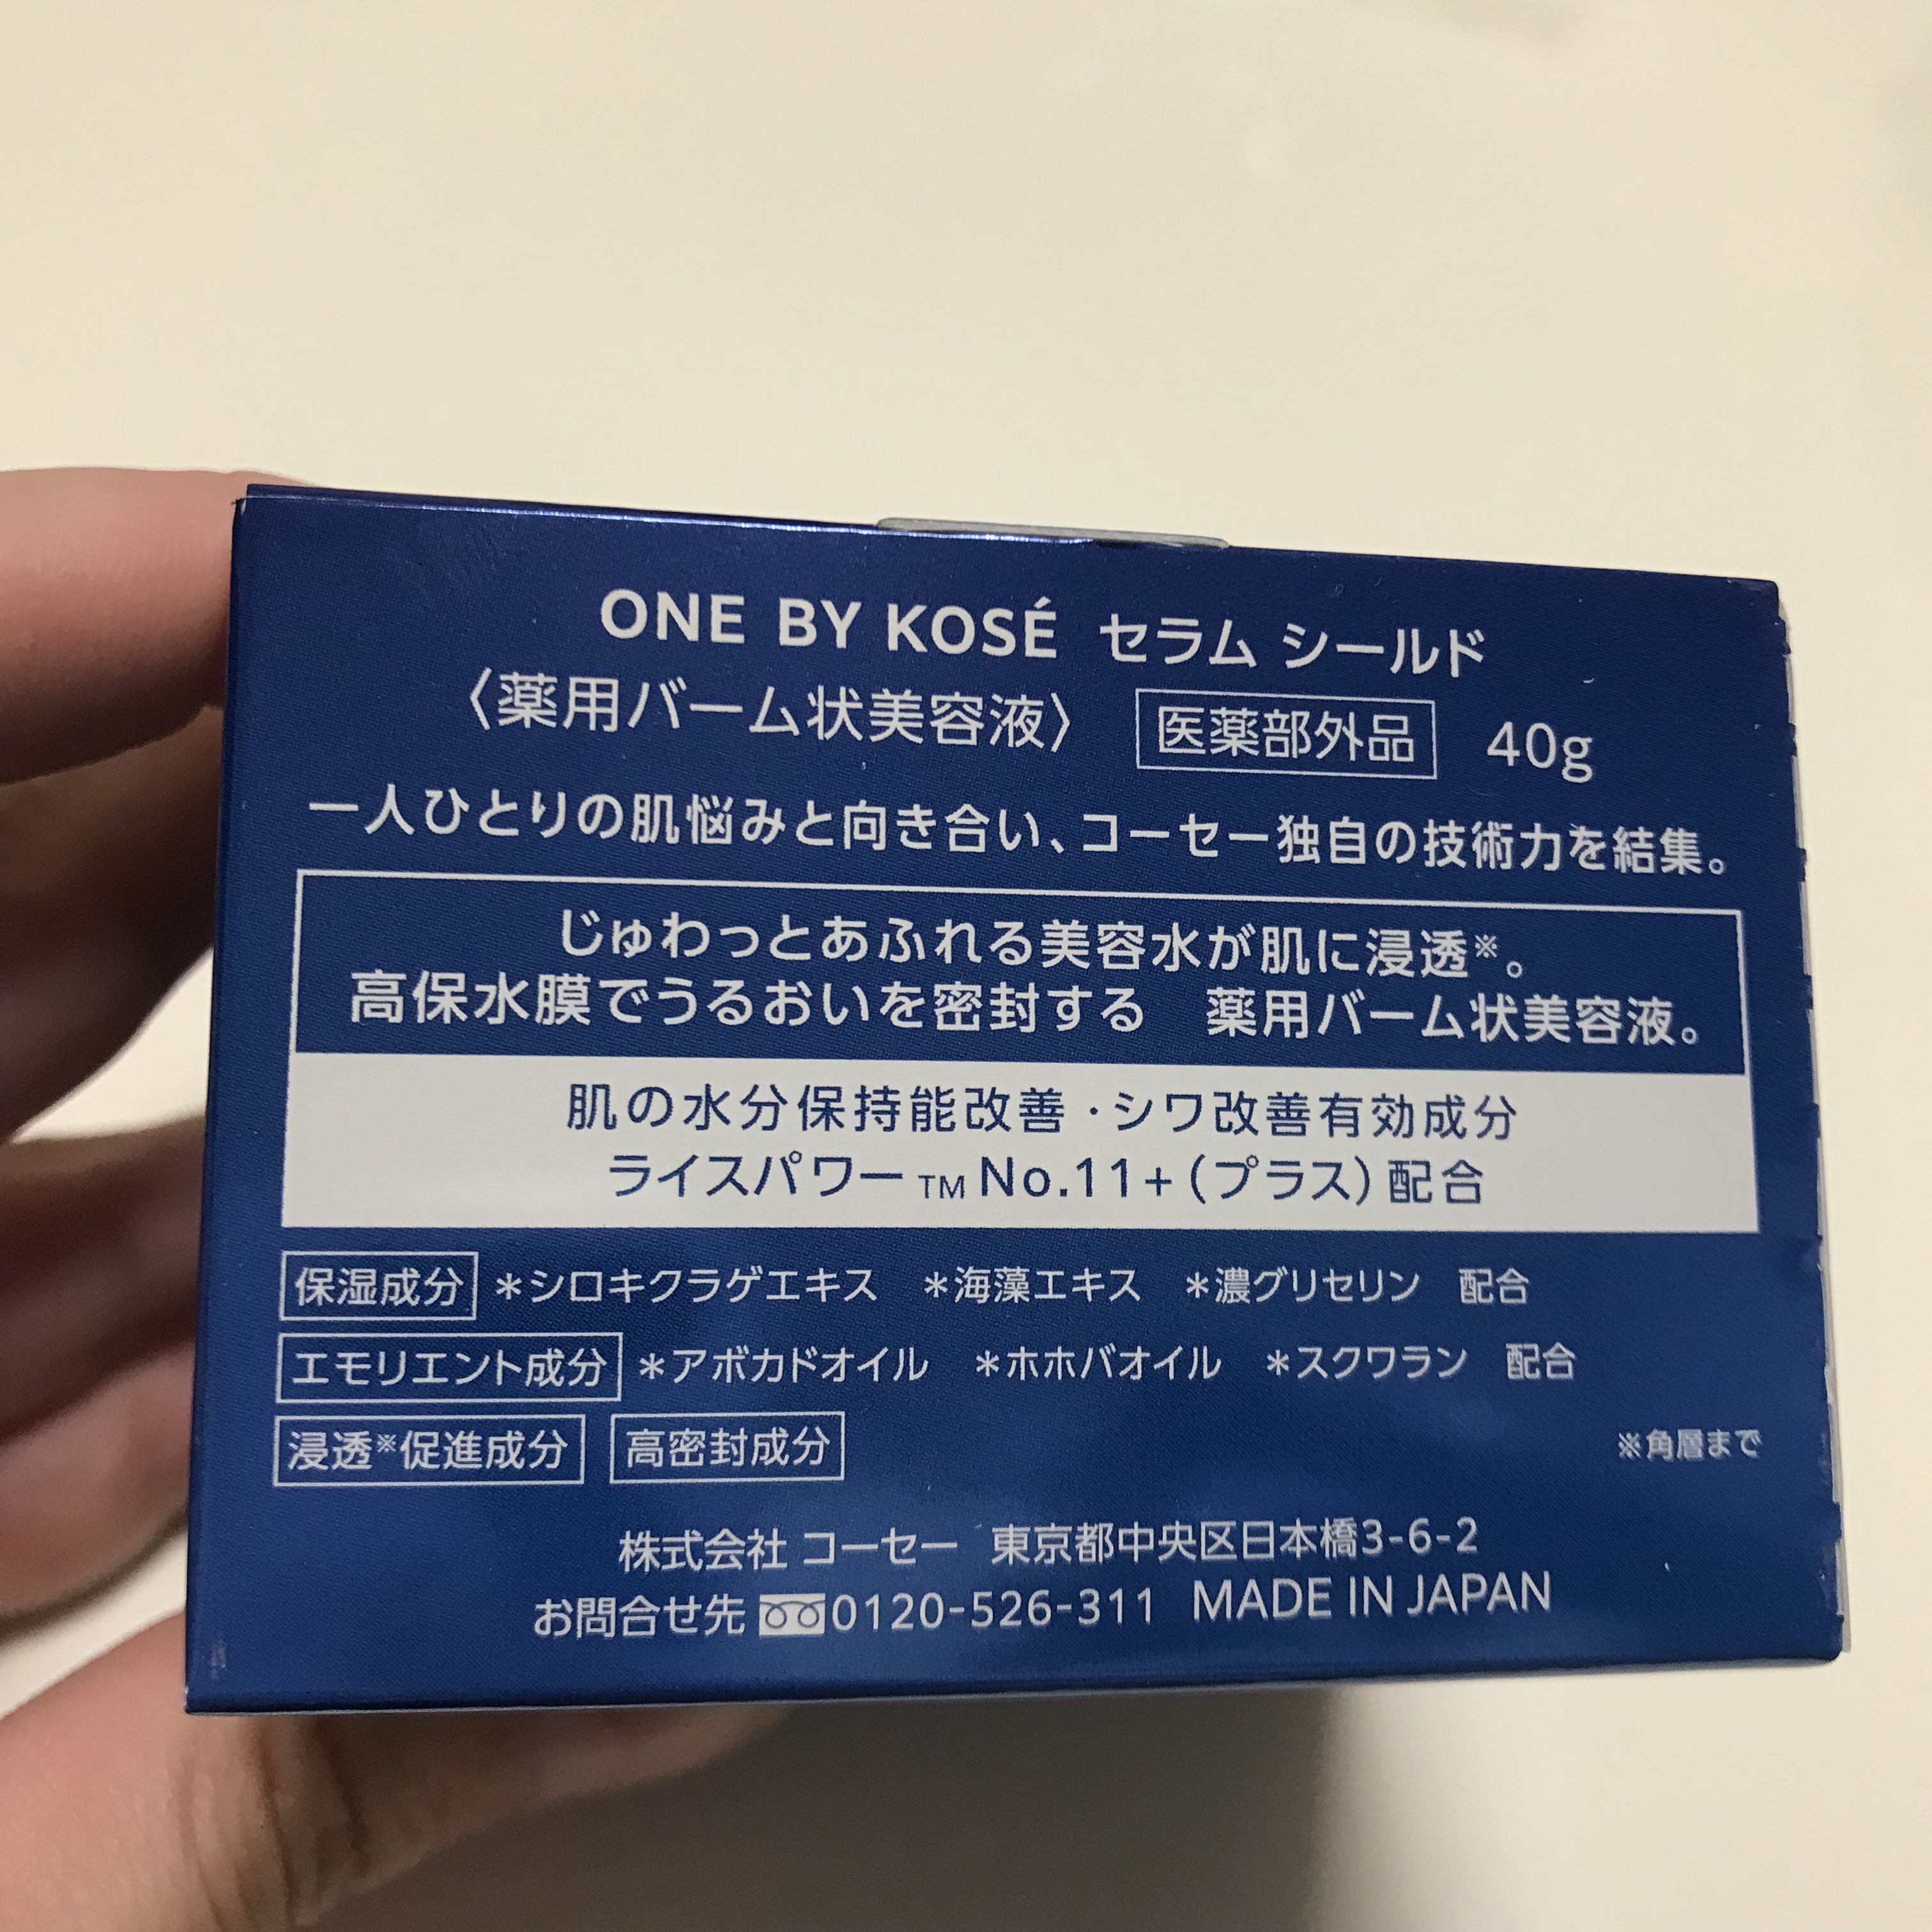 ONE BY KOSÉ セラム シールド
〈薬用バーム状美容液〉 医薬部外品 40g
一人ひとりの肌悩みと向き合い、コーセー独自の技術力を結集。
じゅわっとあふれる美容水が肌に浸透※。
高保水膜でうるおいを密封する 薬用バーム状美容液。
肌の水分保持能改善・シワ改善有効成分
ライスパワー™No.11+(プラス)配合
保湿成分 *シロキクラゲエキス *海藻エキス *濃グリセリン 配合
エモリエント成分 *アボカドオイル *ホホバオイル *スクワラン 配合
浸透※促進成分 高密封成分 ※角層まで
株式会社 コーセー 東京都中央区日本橋3-6-2
お問合せ先 0120-526-311 MADE IN JAPAN